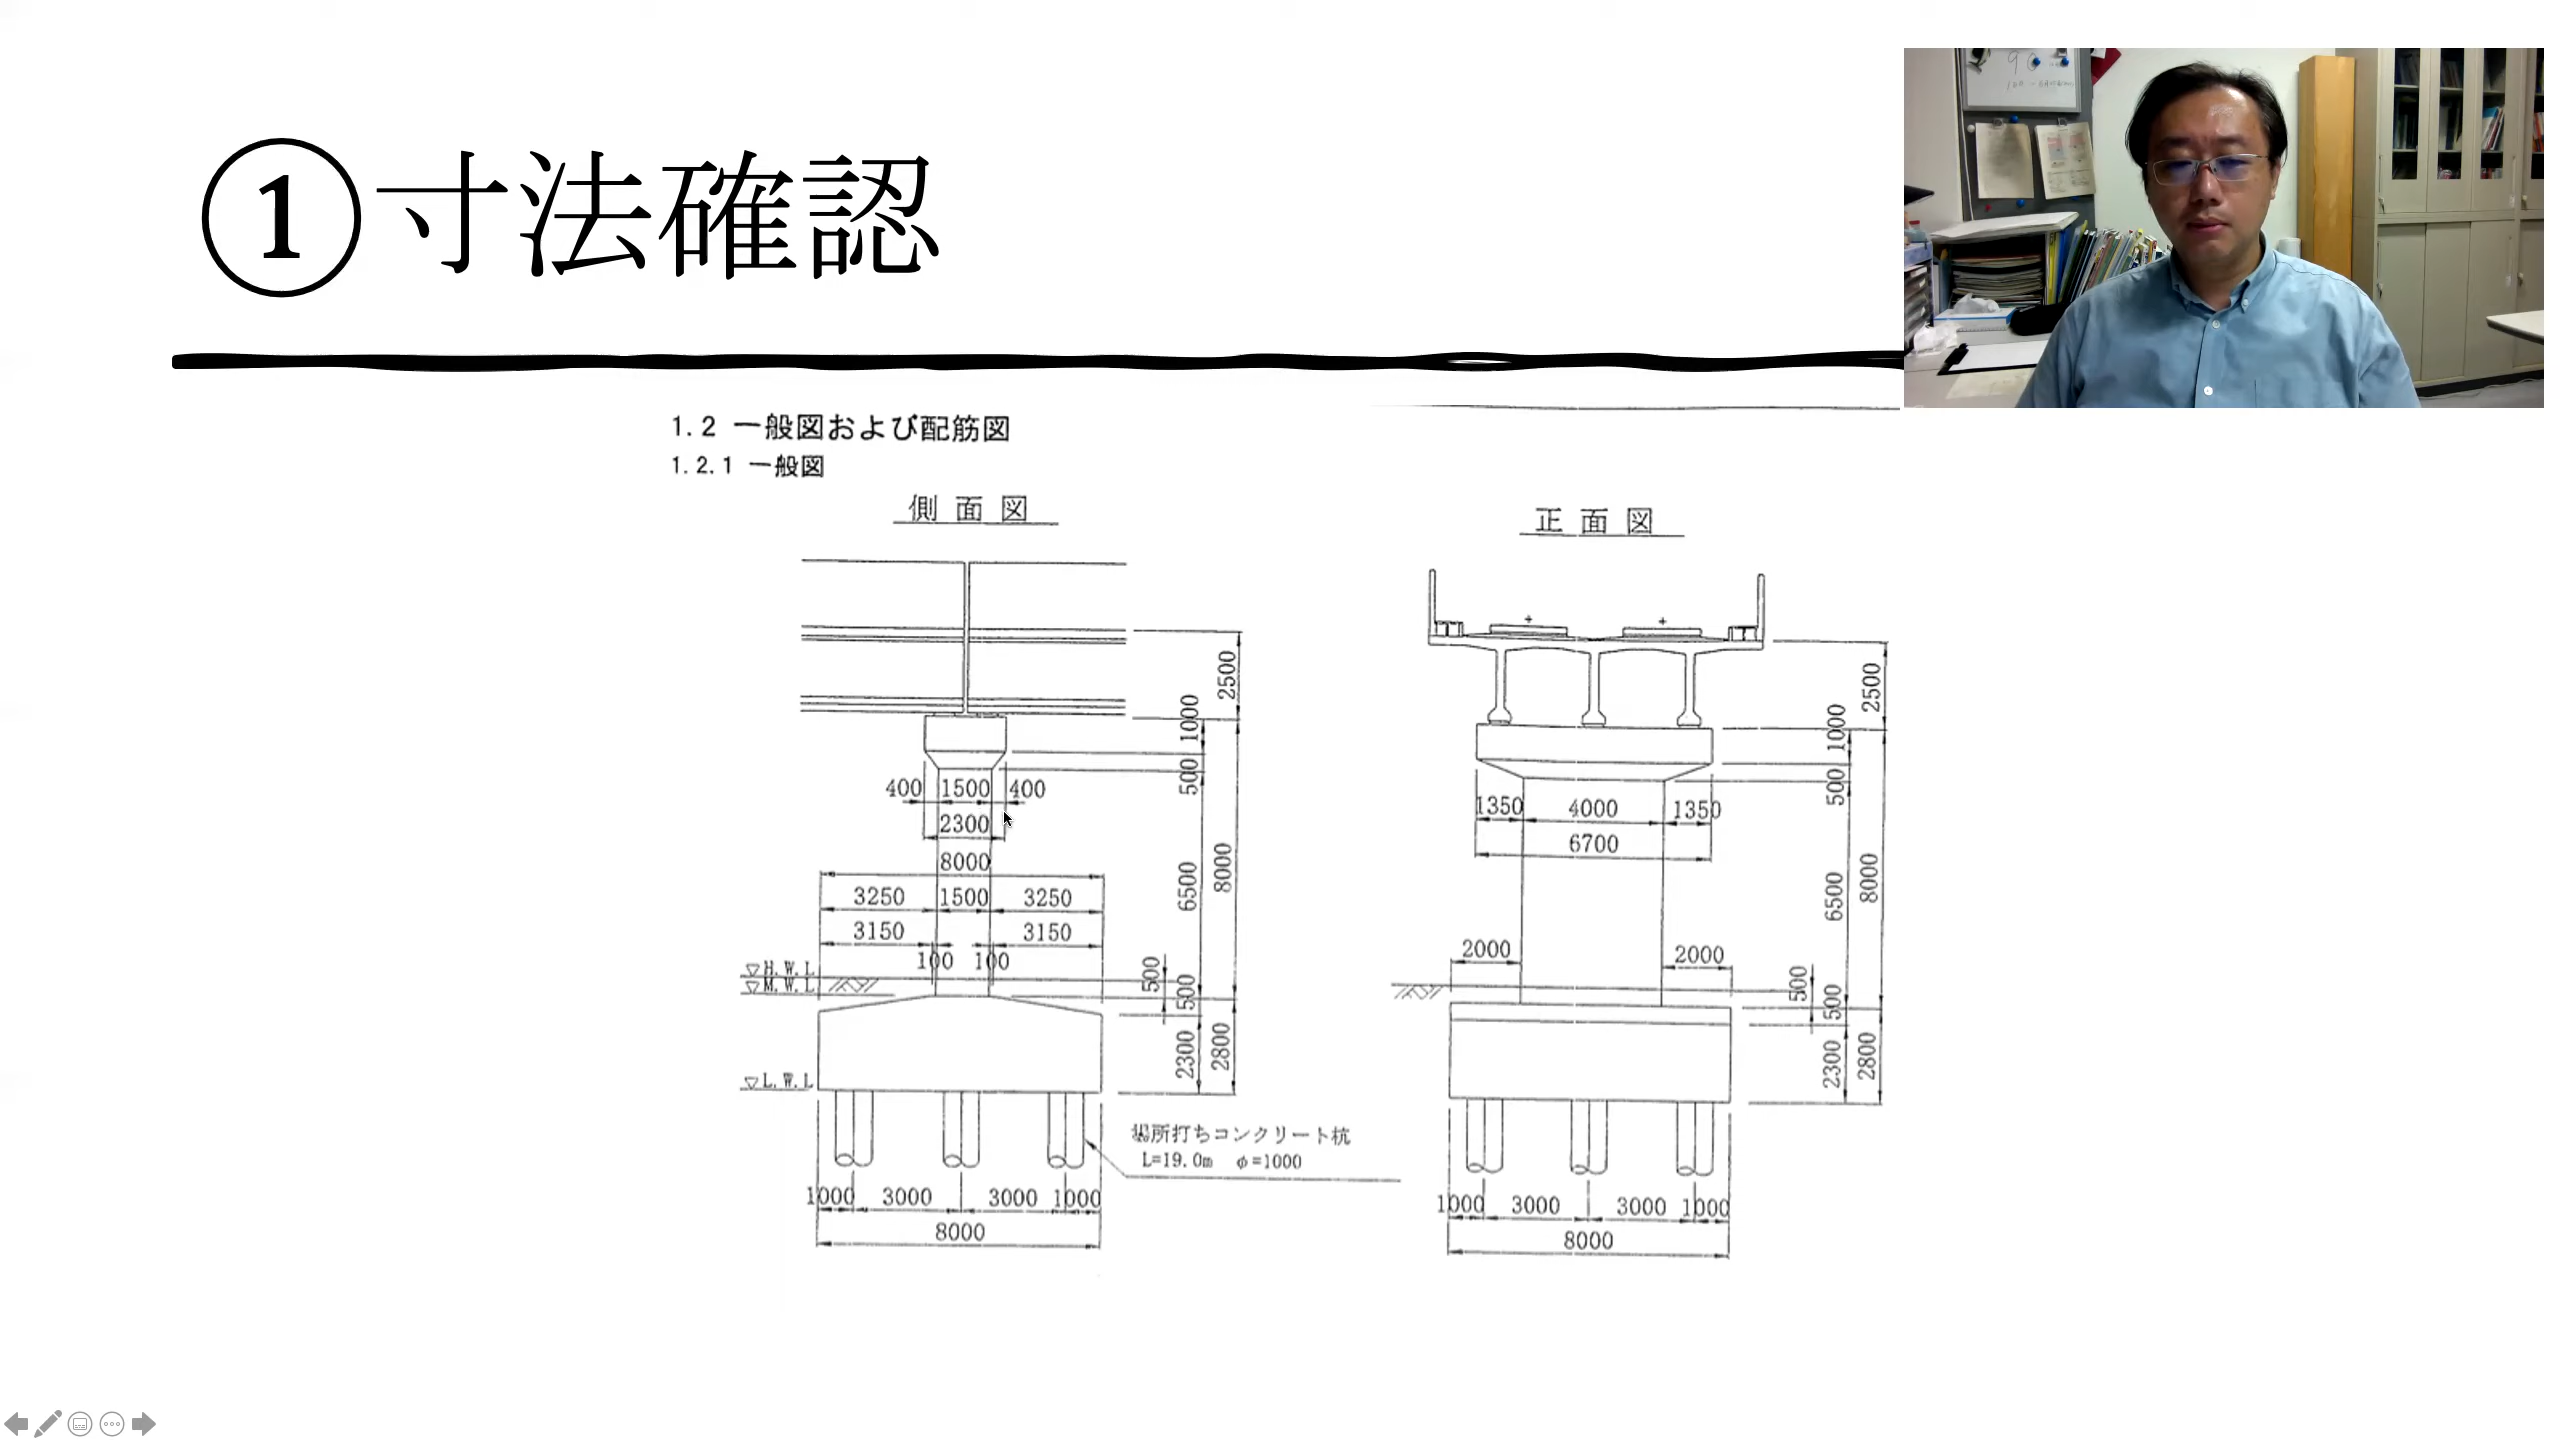 ①寸法確認
1.2 一般図および配筋図
1.2.1 一般図
側面図
2500
1000
500
400 1500 400
2300
8000
3250 1500 3250
3150 3150
100 100
6500
8000
H.W.L
M.W.L
500
500
2300
2800
L.W.L
場所打ちコンクリート杭
L=19.0m φ=1000
1000 3000 3000 1000
8000
正面図
2500
1000
500
1350 4000 1350
6700
6500
8000
2000 2000
500
500
2300
2800
1000 3000 3000 1000
8000